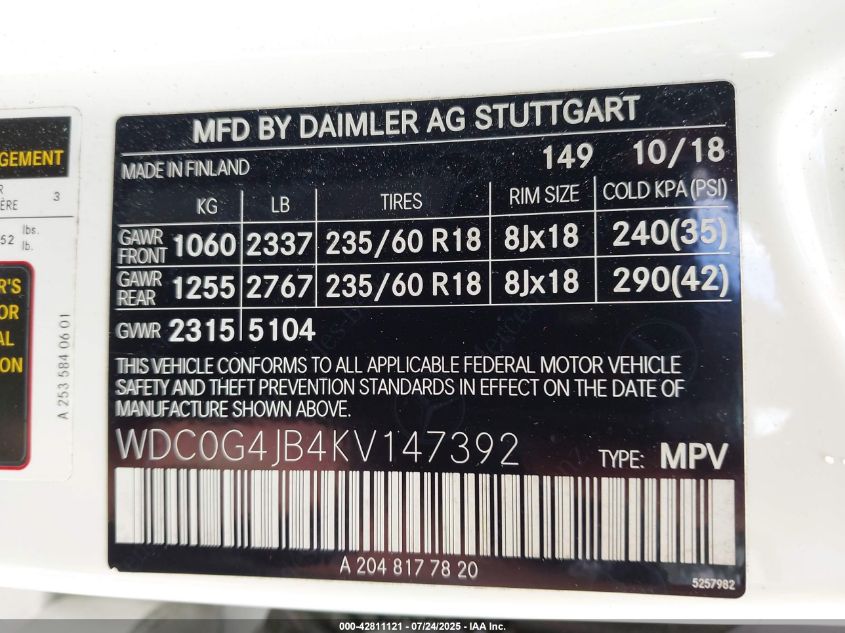 MFD BY DAIMLER AG STUTTGART
MADE IN FINLAND 149 10/18
KG LB TIRES RIM SIZE COLD KPA (PSI)
GAWR FRONT 1060 2337 235/60 R18 8Jx18 240(35)
GAWR REAR 1255 2767 235/60 R18 8Jx18 290(42)
GVWR 2315 5104
THIS VEHICLE CONFORMS TO ALL APPLICABLE FEDERAL MOTOR VEHICLE
SAFETY AND THEFT PREVENTION STANDARDS IN EFFECT ON THE DATE OF
MANUFACTURE SHOWN ABOVE.
WDC0G4JB4KV147392 TYPE: MPV
A 204 817 78 20
5257982
GEMENT
R
ÈRE 3
52 lbs.
lb.
R'S
OR
AL
ON
A 253 584 06 01
000-42811121 - 07/24/2025 - IAA Inc.